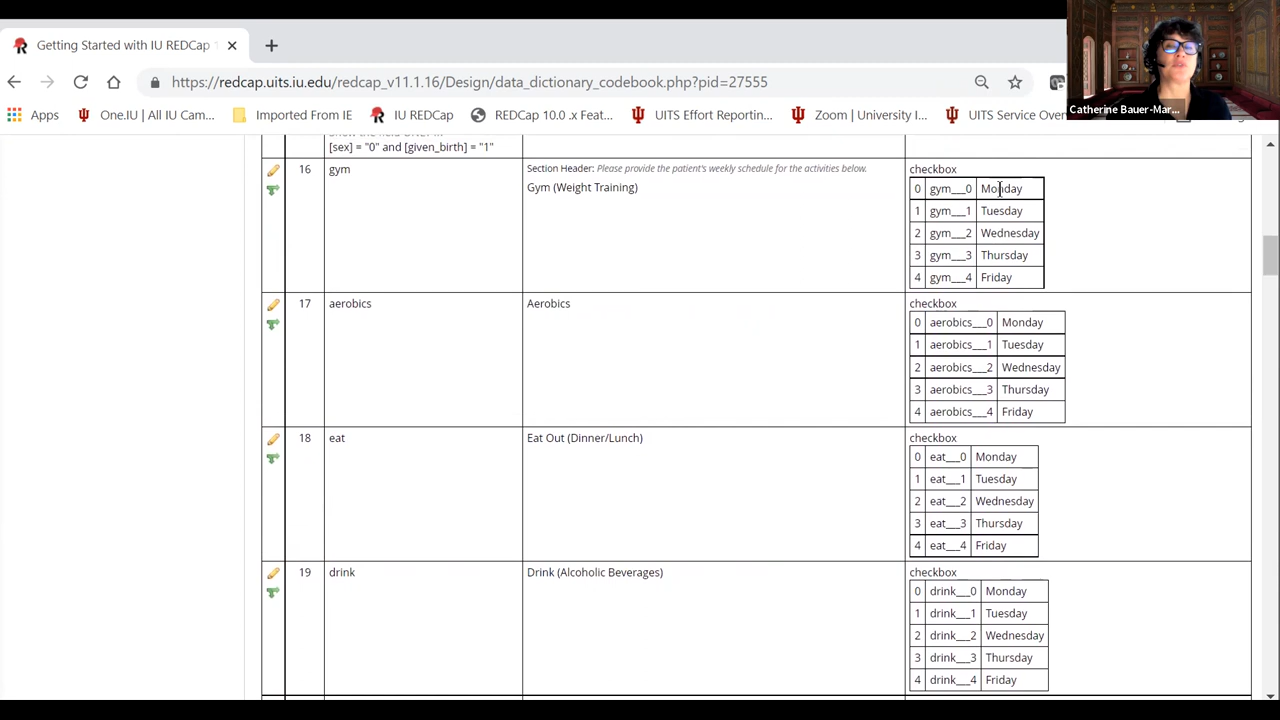 Getting Started with IU REDCap 1
https://redcap.uits.iu.edu/redcap_v11.1.16/Design/data_dictionary_codebook.php?pid=27555
Apps
One.IU | All IU Cam...
Imported From IE
IU REDCap
REDCap 10.0 .x Feat...
UITS Effort Reportin...
Zoom | University I...
UITS Service Over
Catherine Bauer-Mar...
[sex] = "0" and [given_birth] = "1"
16 gym Section Header: Please provide the patient's weekly schedule for the activities below. checkbox
Gym (Weight Training)
0 gym___0 Monday
1 gym___1 Tuesday
2 gym___2 Wednesday
3 gym___3 Thursday
4 gym___4 Friday
17 aerobics Aerobics checkbox
0 aerobics___0 Monday
1 aerobics___1 Tuesday
2 aerobics___2 Wednesday
3 aerobics___3 Thursday
4 aerobics___4 Friday
18 eat Eat Out (Dinner/Lunch) checkbox
0 eat___0 Monday
1 eat___1 Tuesday
2 eat___2 Wednesday
3 eat___3 Thursday
4 eat___4 Friday
19 drink Drink (Alcoholic Beverages) checkbox
0 drink___0 Monday
1 drink___1 Tuesday
2 drink___2 Wednesday
3 drink___3 Thursday
4 drink___4 Friday